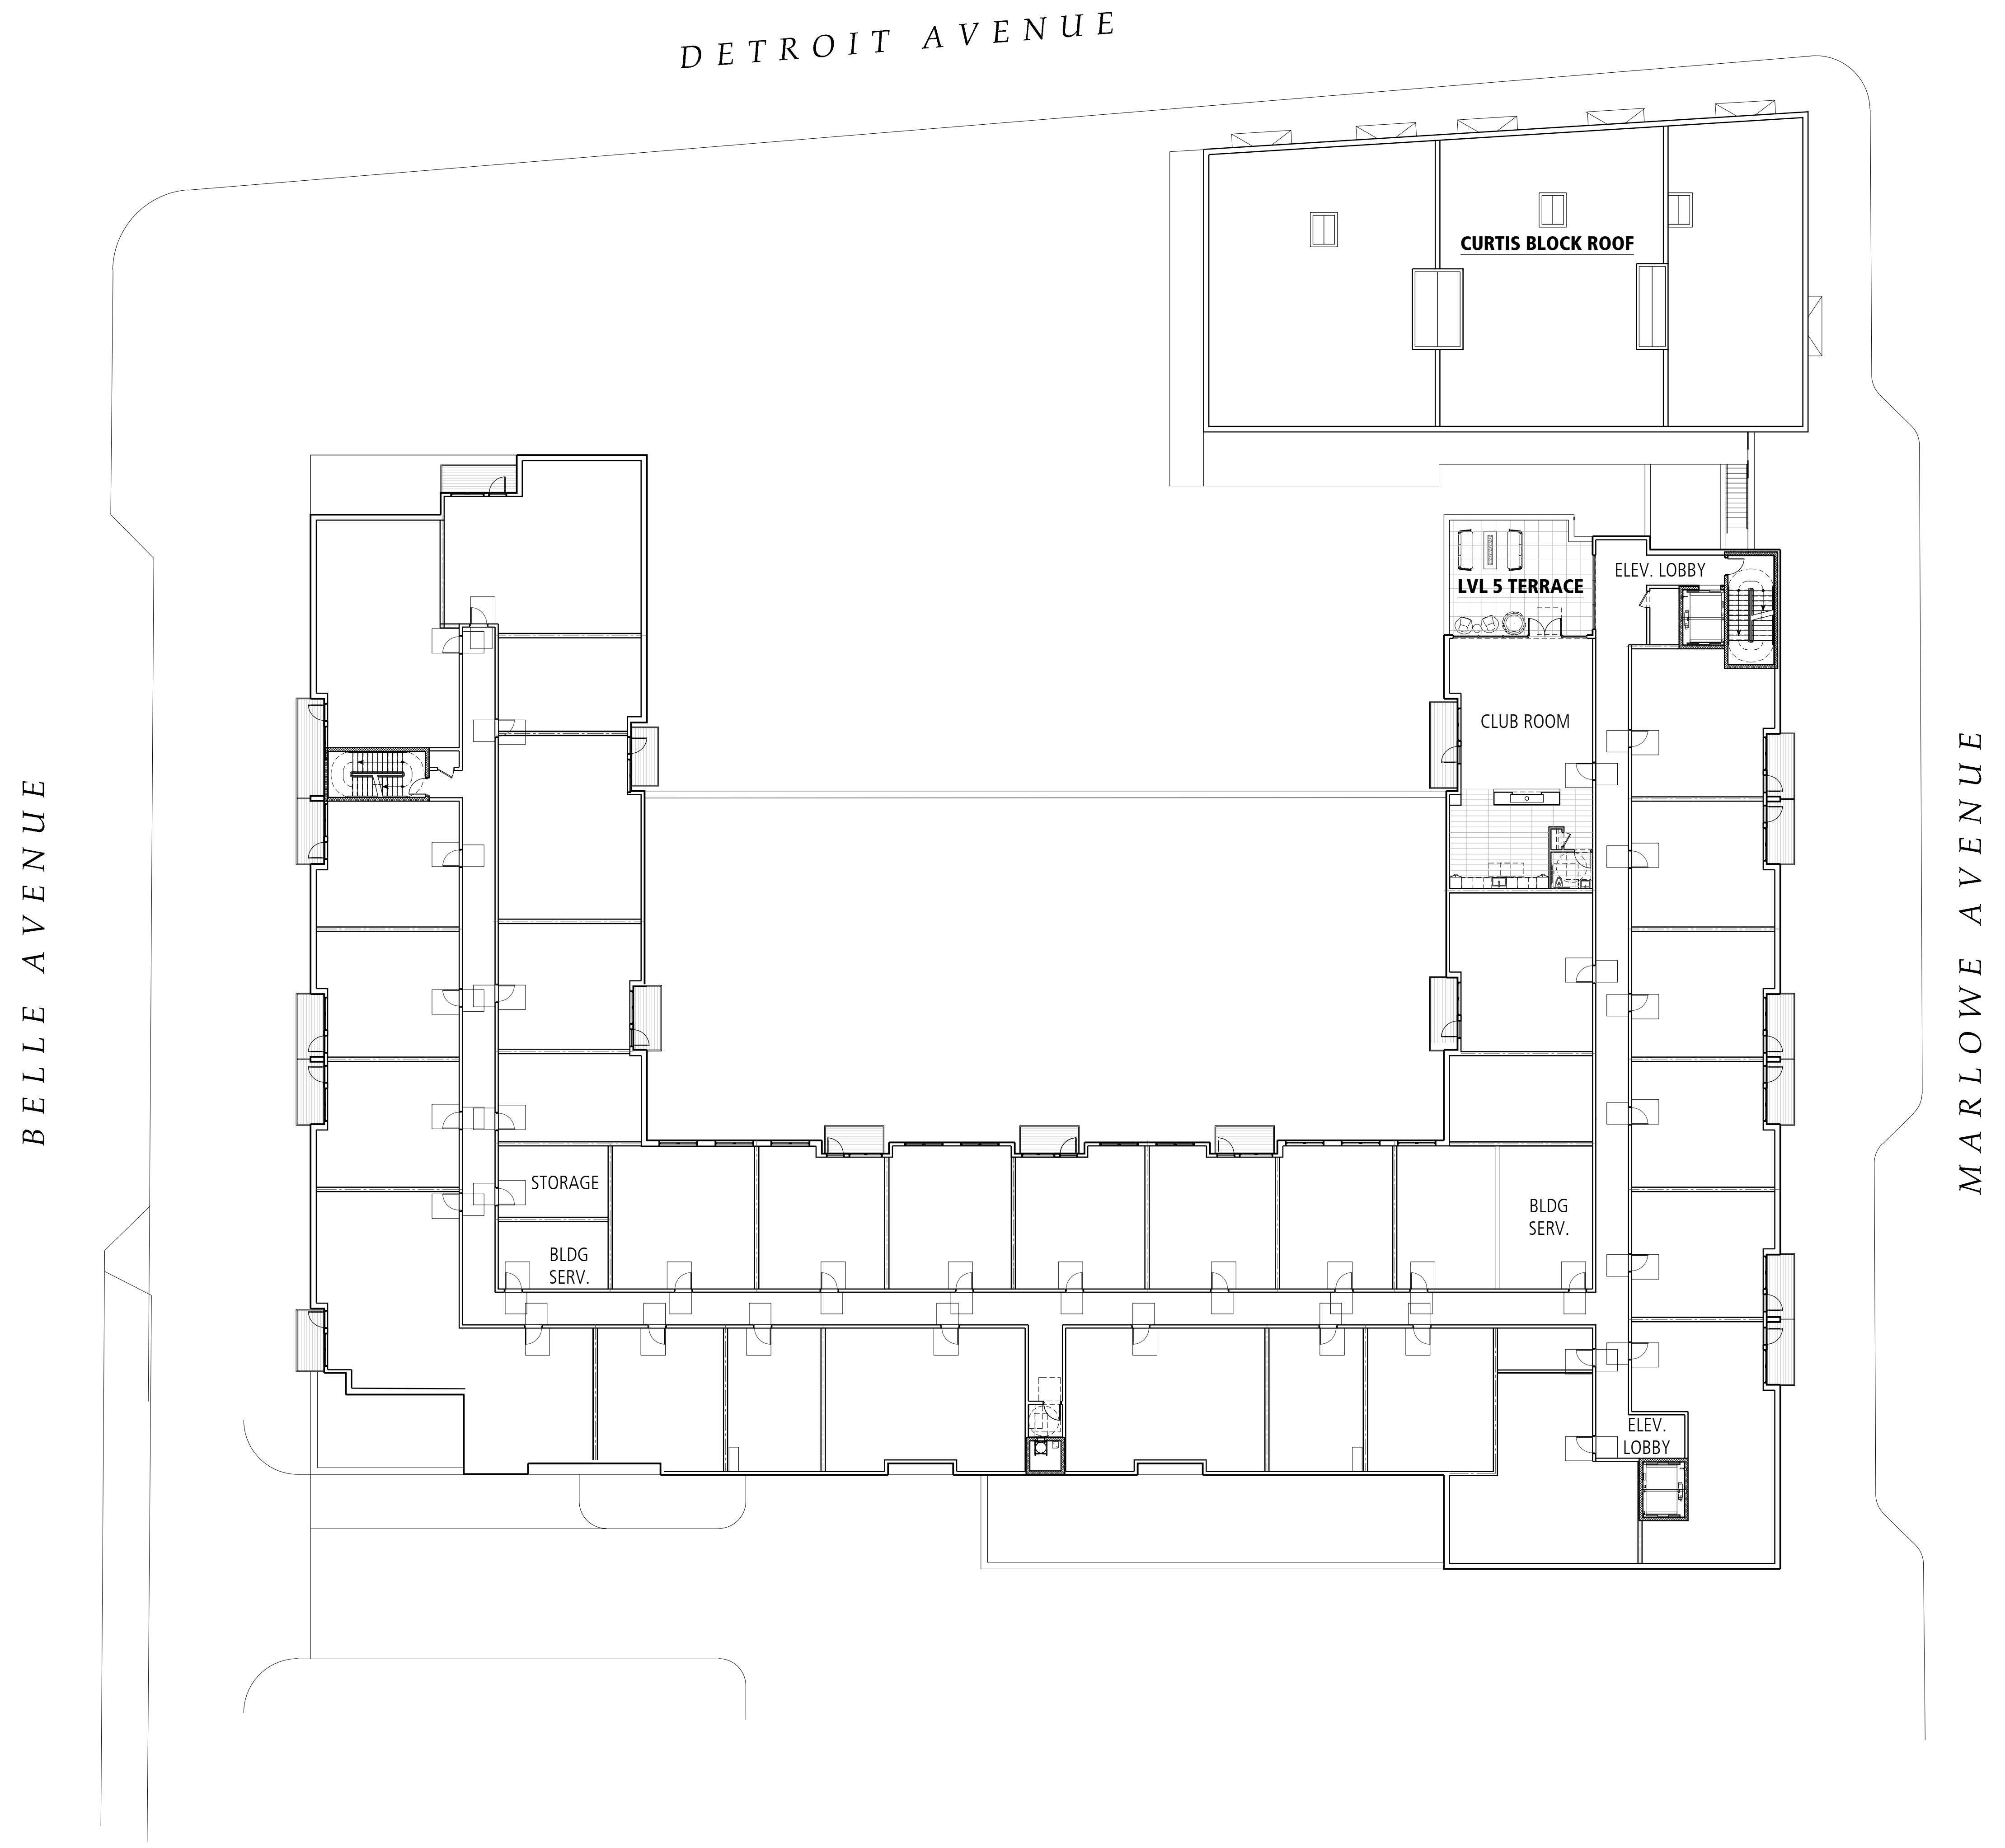 DETROIT AVENUE
CURTIS BLOCK ROOF
ELEV. LOBBY
LVL 5 TERRACE
CLUB ROOM
BELLE AVENUE
MARLOWE AVENUE
STORAGE
BLDG
SERV.
BLDG
SERV.
ELEV.
LOBBY